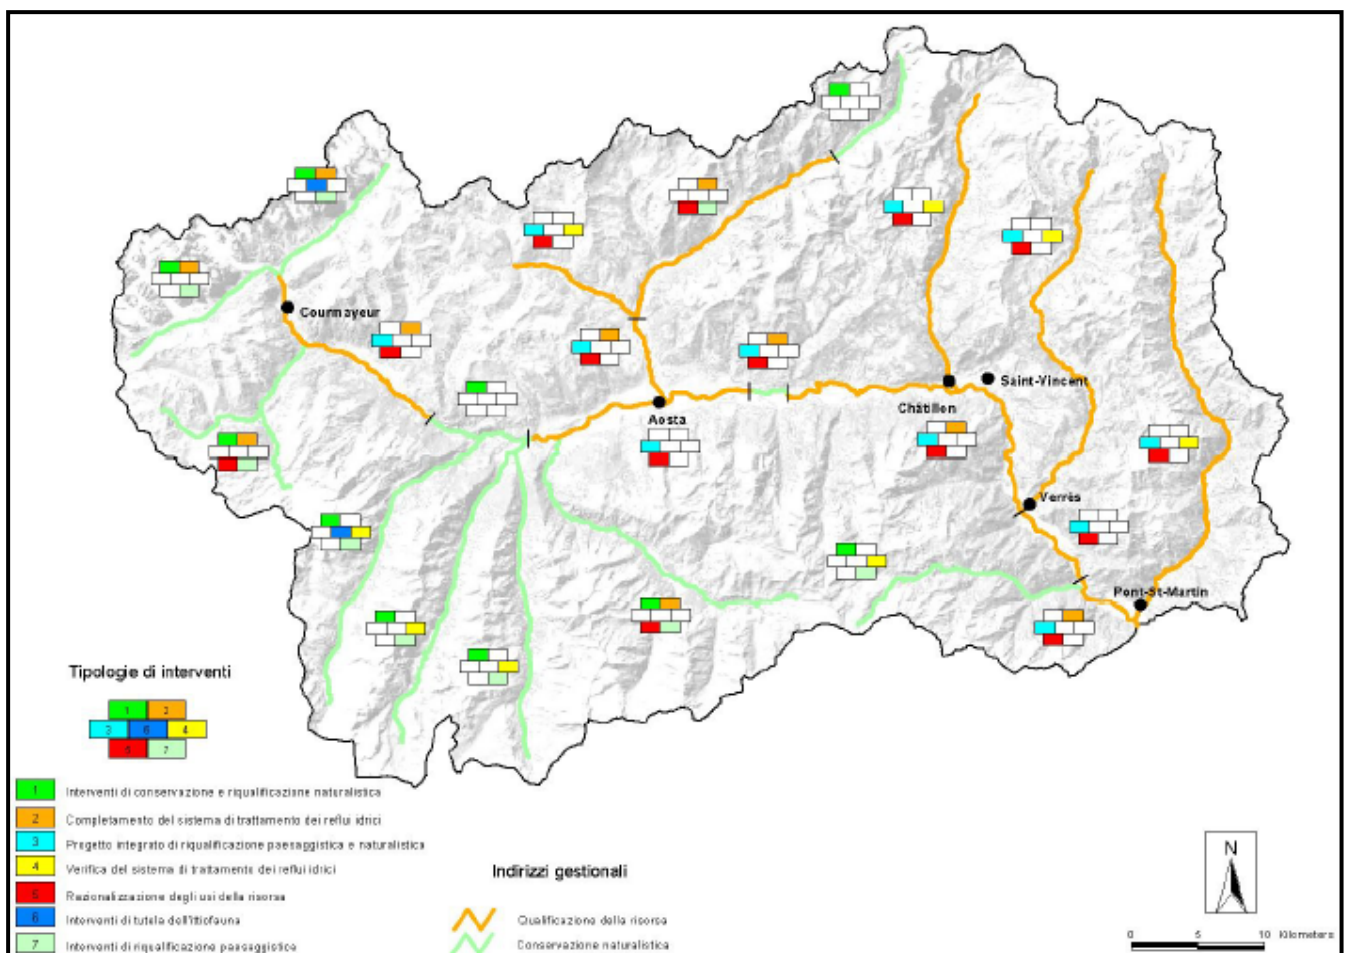 Courmayeur
Aosta
Saint-Vincent
Châtillon
Verrès
Pont-St-Martin
Tipologie di interventi
1 2
3 6 4
5 7
1 Interventi di conservazione e riqualificazione naturalistica
2 Completamento del sistema di trattamento dei reflui idrici
3 Progetto integrato di riqualificazione paesaggistica e naturalistica
4 Verifica del sistema di trattamento dei reflui idrici
5 Razionalizzazione degli usi della risorsa
6 Interventi di tutela dell'ittiofauna
7 Interventi di riqualificazione paesaggistica
Indirizzi gestionali
Qualificazione della risorsa
Conservazione naturalistica
N
0 5 10 Kilometers